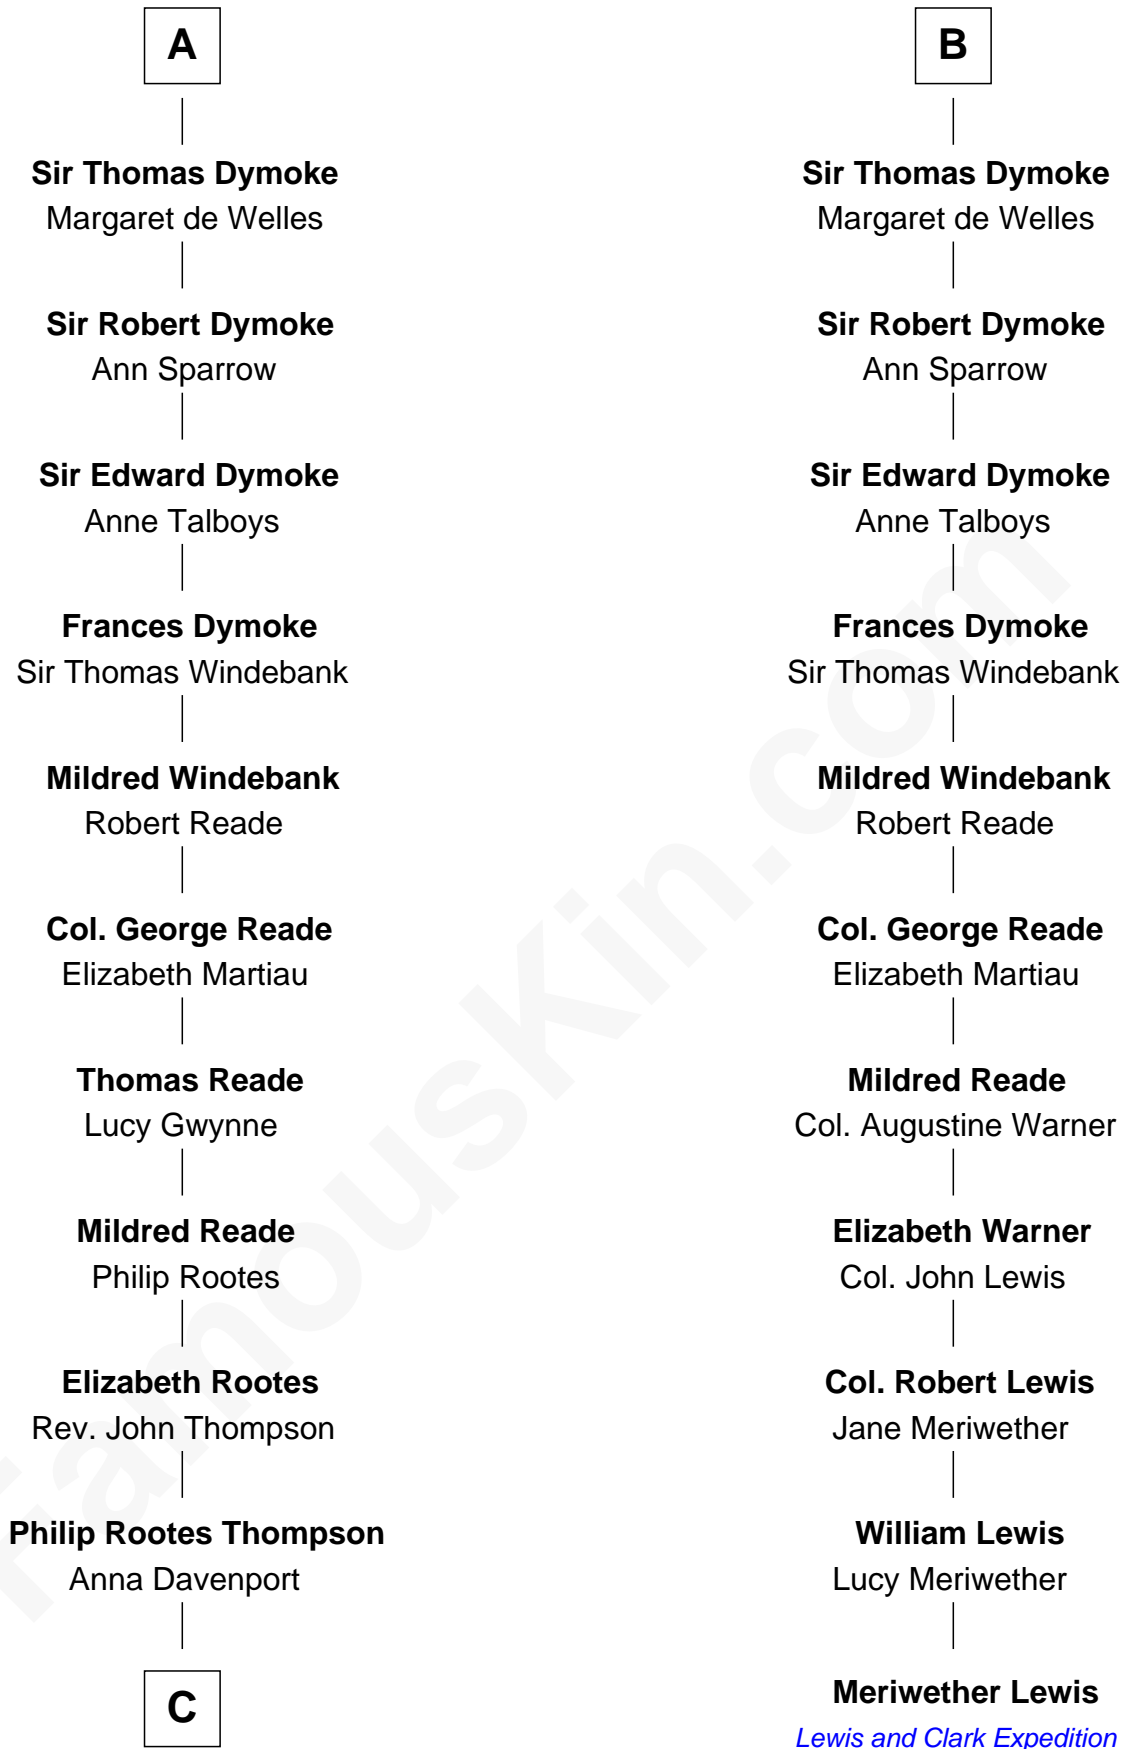 A
Sir Thomas Dymoke
Margaret de Welles
Sir Robert Dymoke
Ann Sparrow
Sir Edward Dymoke
Anne Talboys
Frances Dymoke
Sir Thomas Windebank
Mildred Windebank
Robert Reade
Col. George Reade
Elizabeth Martiau
Thomas Reade
Lucy Gwynne
Mildred Reade
Philip Rootes
Elizabeth Rootes
Rev. John Thompson
Philip Rootes Thompson
Anna Davenport
C
B
Sir Thomas Dymoke
Margaret de Welles
Sir Robert Dymoke
Ann Sparrow
Sir Edward Dymoke
Anne Talboys
Frances Dymoke
Sir Thomas Windebank
Mildred Windebank
Robert Reade
Col. George Reade
Elizabeth Martiau
Mildred Reade
Col. Augustine Warner
Elizabeth Warner
Col. John Lewis
Col. Robert Lewis
Jane Meriwether
William Lewis
Lucy Meriwether
Meriwether Lewis
Lewis and Clark Expedition
FamousKin.com